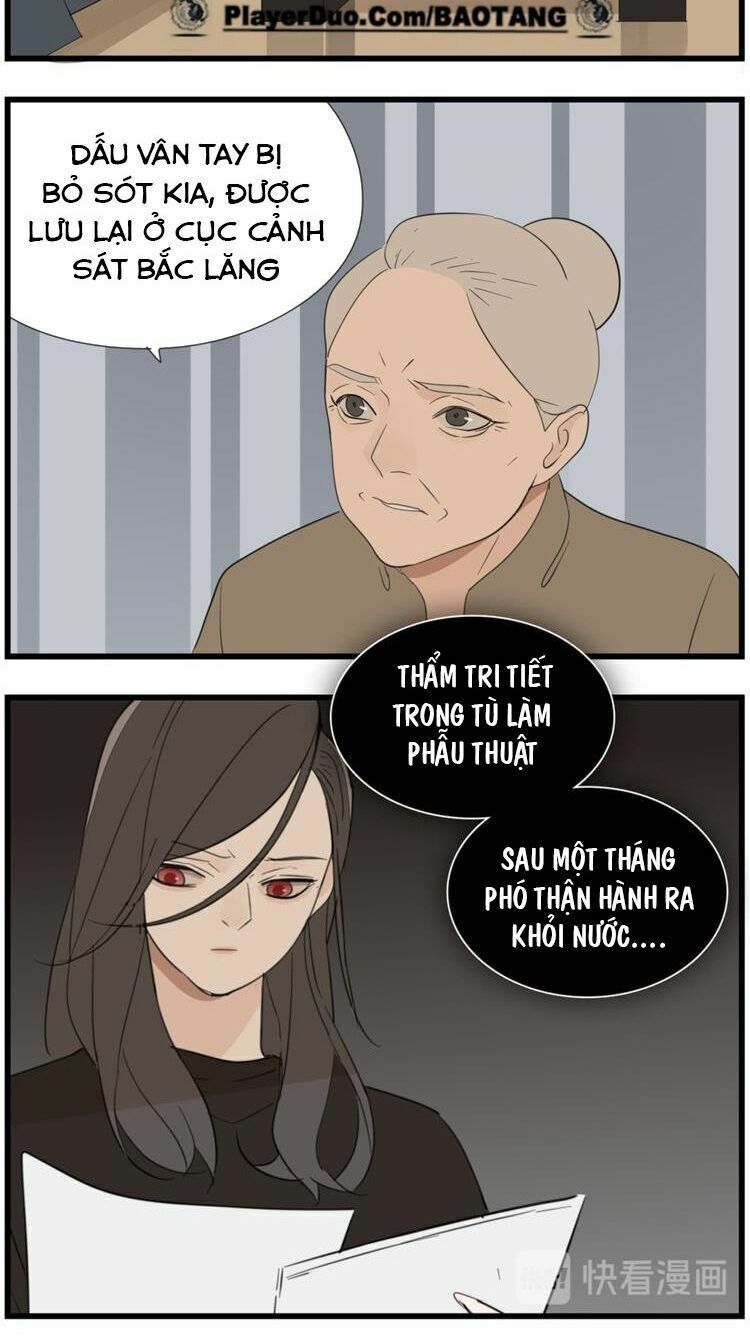 PlayerDuo.Com/BAOTANG
DẤU VÂN TAY BỊ
BỎ SÓT KIA, ĐƯỢC
LƯU LẠI Ở CỤC CẢNH
SÁT BẮC LĂNG
THẨM TRI TIẾT
TRONG TÙ LÀM
PHẪU THUẬT
SAU MỘT THÁNG
PHÓ THẬN HÀNH RA
KHỎI NƯỚC....
快看漫画